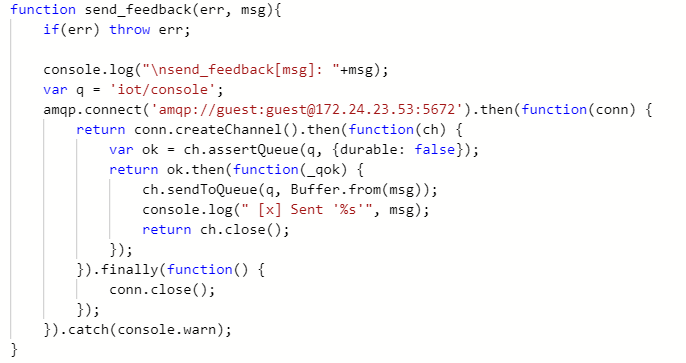 function send_feedback(err, msg){
    if(err) throw err;

    console.log("\nsend_feedback[msg]: "+msg);
    var q = 'iot/console';
    amqp.connect('amqp://guest:guest@172.24.23.53:5672').then(function(conn) {
        return conn.createChannel().then(function(ch) {
            var ok = ch.assertQueue(q, {durable: false});
            return ok.then(function(_qok) {
                ch.sendToQueue(q, Buffer.from(msg));
                console.log(" [x] Sent '%s'", msg);
                return ch.close();
            });
        }).finally(function() {
            conn.close();
        });
    }).catch(console.warn);
}